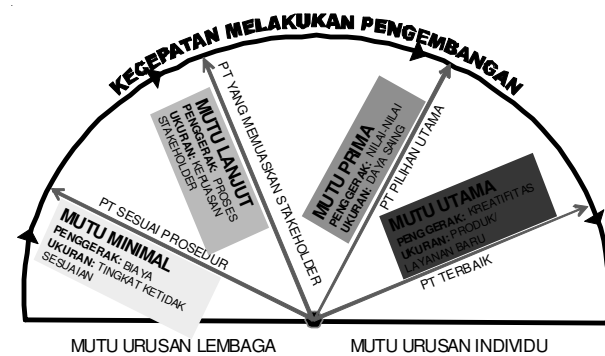 KECEPATAN MELAKUKAN PENGEMBANGAN
MUTU MINIMAL
PENGGERAK: BIAYA
UKURAN: TINGKAT KETIDAK
SESUAIAN
PT SESUAI PROSEDUR
MUTU LANJUT
PENGGERAK: PROSES
UKURAN: KEPUASAN
STAKEHOLDER
PT YANG MEMUASKAN STAKEHOLDER
MUTU PRIMA
PENGGERAK: NILAI-NILAI
UKURAN: DAYA SAING
PT PILIHAN UTAMA
MUTU UTAMA
PENGGERAK: KREATIFITAS
UKURAN: PRODUK/
LAYANAN BARU
PT TERBAIK
MUTU URUSAN LEMBAGA
MUTU URUSAN INDIVIDU